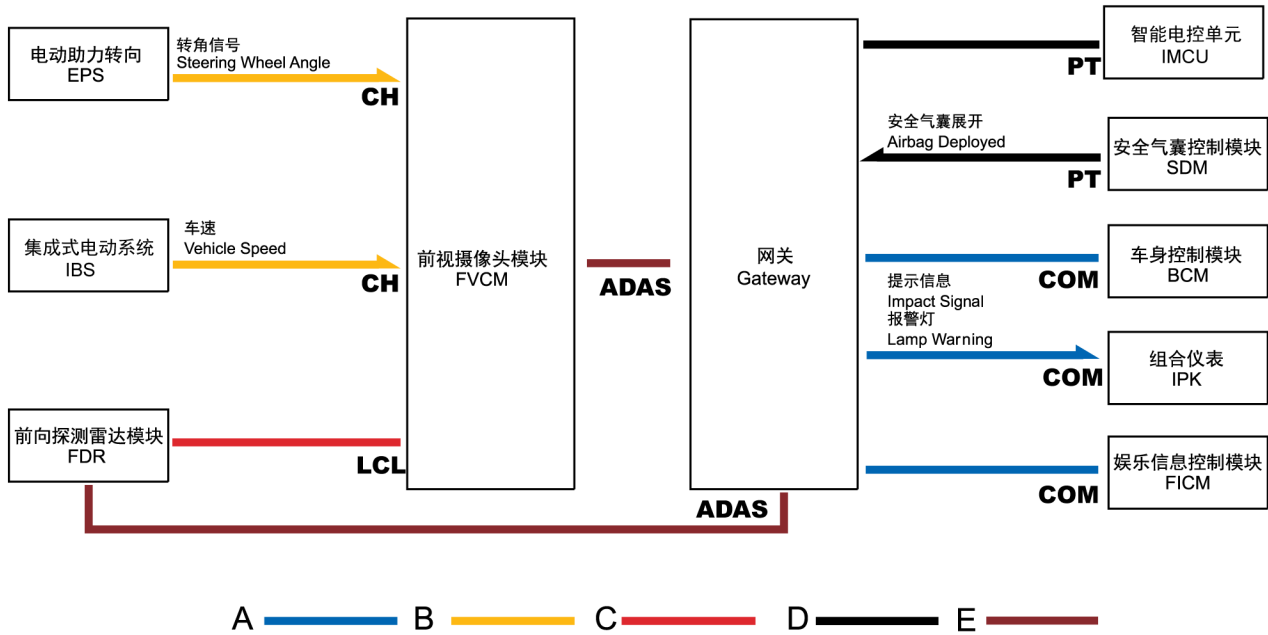 电动助力转向
EPS
转角信号
Steering Wheel Angle
CH
集成式电动系统
IBS
车速
Vehicle Speed
CH
前向探测雷达模块
FDR
LCL
前视摄像头模块
FVCM
ADAS
网关
Gateway
ADAS
智能电控单元
IMCU
PT
安全气囊展开
Airbag Deployed
PT
安全气囊控制模块
SDM
COM
车身控制模块
BCM
提示信息
Impact Signal
报警灯
Lamp Warning
COM
组合仪表
IPK
COM
娱乐信息控制模块
FICM
A
B
C
D
E